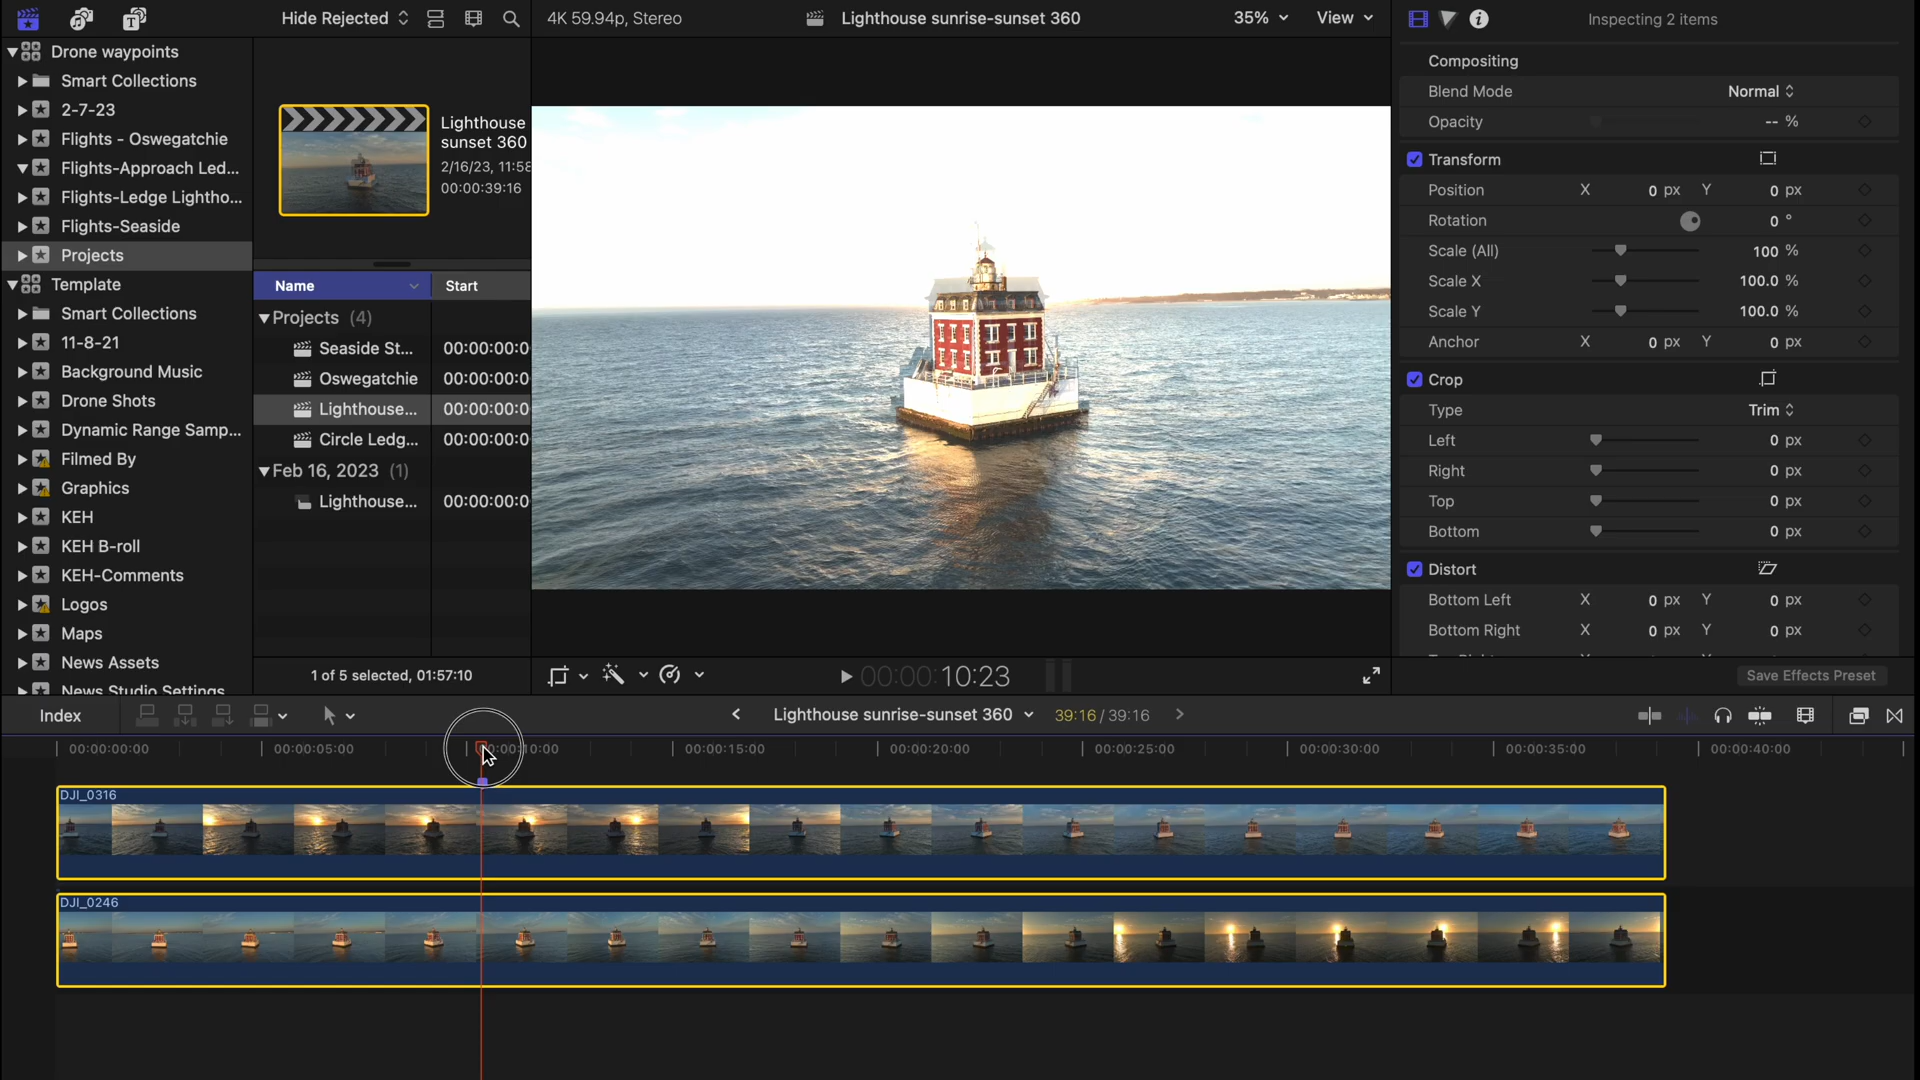 Hide Rejected
4K 59.94p, Stereo
Lighthouse sunrise-sunset 360
35%
View
Inspecting 2 items
Drone waypoints
Smart Collections
2-7-23
Flights - Oswegatchie
Flights-Approach Led...
Flights-Ledge Lightho...
Flights-Seaside
Projects
Template
Smart Collections
11-8-21
Background Music
Drone Shots
Dynamic Range Samp...
Filmed By
Graphics
KEH
KEH B-roll
KEH-Comments
Logos
Maps
News Assets
News Studio Settings
Lighthouse
sunset 360
2/16/23, 11:58
00:00:39:16
Name
Start
Projects (4)
Seaside St... 00:00:00:0
Oswegatchie 00:00:00:0
Lighthouse... 00:00:00:0
Circle Ledg... 00:00:00:0
Feb 16, 2023 (1)
Lighthouse... 00:00:00:0
1 of 5 selected, 01:57:10
00:00:10:23
Compositing
Blend Mode Normal
Opacity -- %
Transform
Position X 0 px Y 0 px
Rotation 0 °
Scale (All) 100 %
Scale X 100.0 %
Scale Y 100.0 %
Anchor X 0 px Y 0 px
Crop
Type Trim
Left 0 px
Right 0 px
Top 0 px
Bottom 0 px
Distort
Bottom Left X 0 px Y 0 px
Bottom Right X 0 px Y 0 px
Save Effects Preset
Index
Lighthouse sunrise-sunset 360
39:16 / 39:16
00:00:00:00
00:00:05:00
00:00:10:00
00:00:15:00
00:00:20:00
00:00:25:00
00:00:30:00
00:00:35:00
00:00:40:00
DJI_0316
DJI_0246